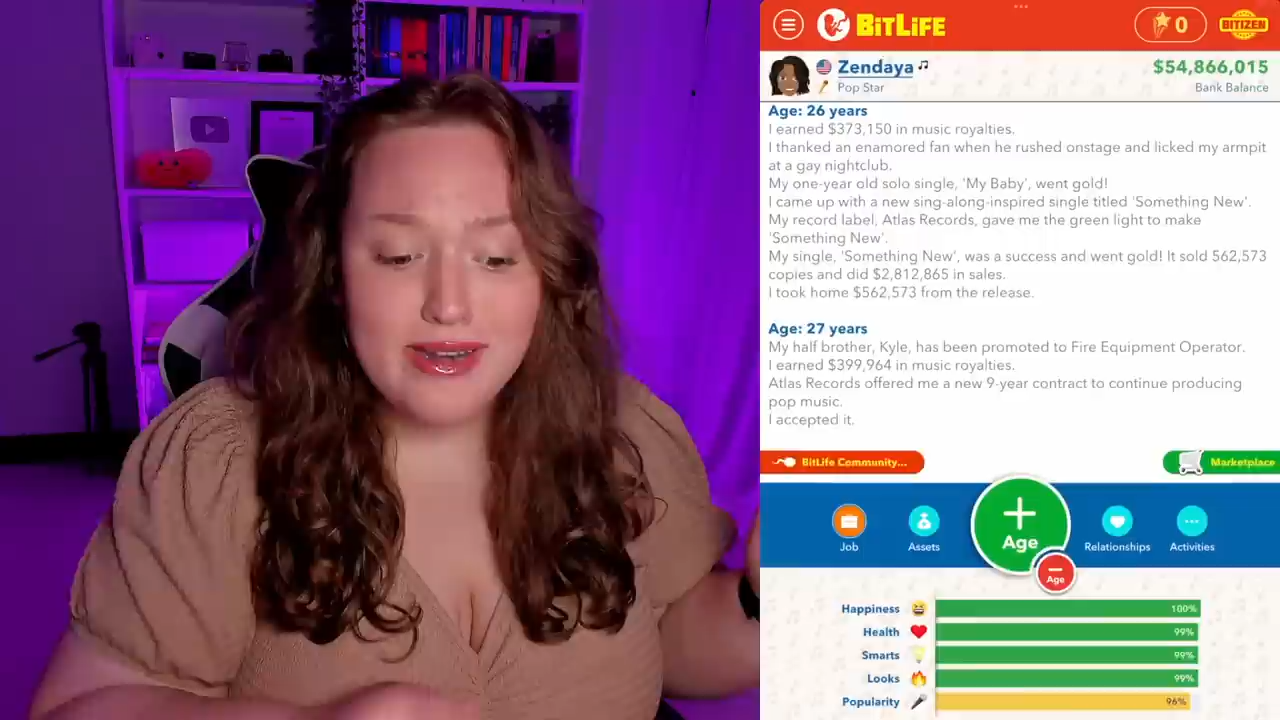 BITLIFE
0
BITIZEN
Zendaya
$54,866,015
Pop Star
Bank Balance
Age: 26 years
I earned $373,150 in music royalties.
I thanked an enamored fan when he rushed onstage and licked my armpit
at a gay nightclub.
My one-year old solo single, 'My Baby', went gold!
I came up with a new sing-along-inspired single titled 'Something New'.
My record label, Atlas Records, gave me the green light to make
'Something New'.
My single, 'Something New', was a success and went gold! It sold 562,573
copies and did $2,812,865 in sales.
I took home $562,573 from the release.
Age: 27 years
My half brother, Kyle, has been promoted to Fire Equipment Operator.
I earned $399,964 in music royalties.
Atlas Records offered me a new 9-year contract to continue producing
pop music.
I accepted it.
BitLife Community...
Marketplace
Job
Assets
Age
Relationships
Activities
Age
Happiness 100%
Health 99%
Smarts 99%
Looks 99%
Popularity 96%